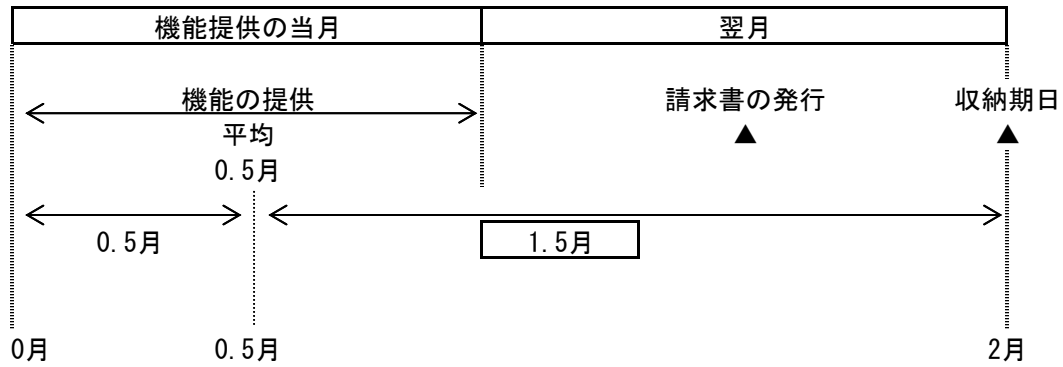 機能提供の当月 翌月
機能の提供 請求書の発行 収納期日
平均 ▲ ▲
0.5月
0.5月 1.5月
0月 0.5月 2月